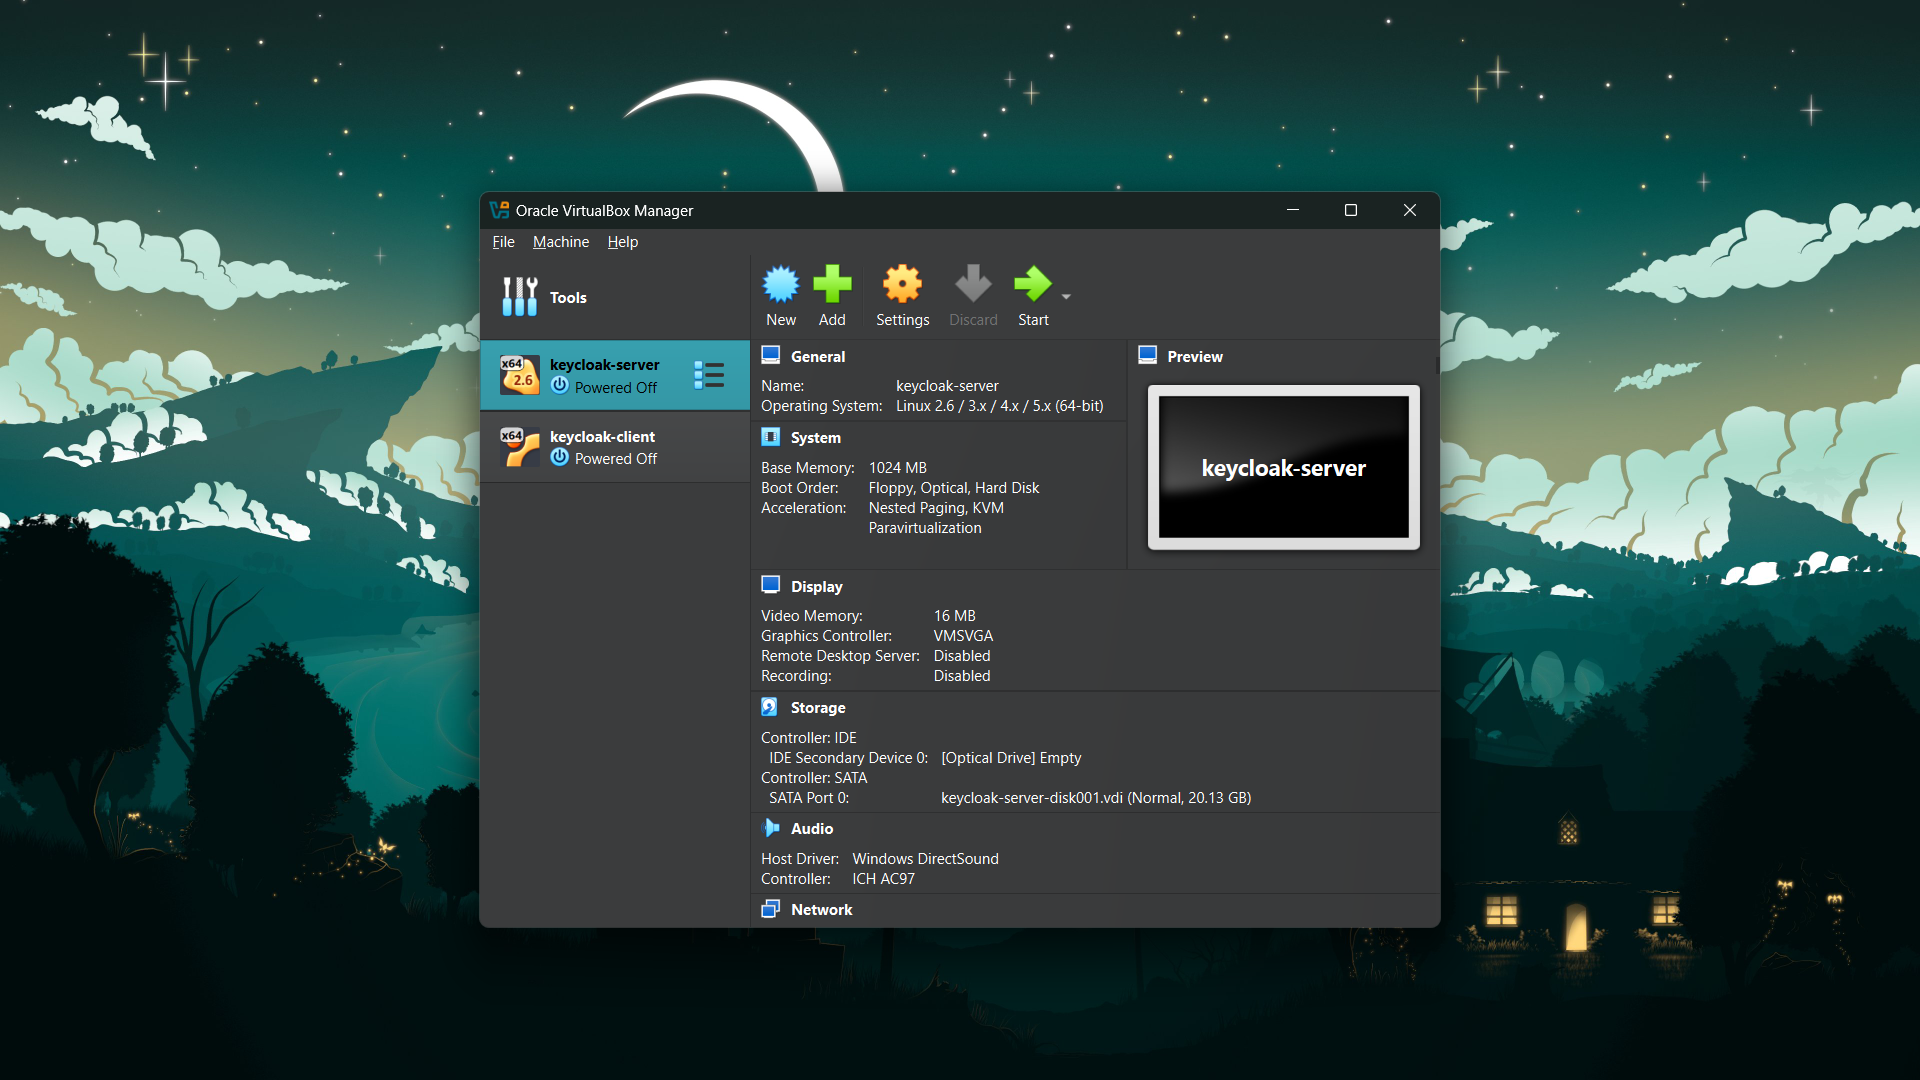 Oracle VirtualBox Manager
File Machine Help
Tools
New Add Settings Discard Start
x64 2.6 keycloak-server
Powered Off
x64 keycloak-client
Powered Off
General
Name: keycloak-server
Operating System: Linux 2.6 / 3.x / 4.x / 5.x (64-bit)
Preview
keycloak-server
System
Base Memory: 1024 MB
Boot Order: Floppy, Optical, Hard Disk
Acceleration: Nested Paging, KVM
Paravirtualization
Display
Video Memory: 16 MB
Graphics Controller: VMSVGA
Remote Desktop Server: Disabled
Recording: Disabled
Storage
Controller: IDE
IDE Secondary Device 0: [Optical Drive] Empty
Controller: SATA
SATA Port 0: keycloak-server-disk001.vdi (Normal, 20.13 GB)
Audio
Host Driver: Windows DirectSound
Controller: ICH AC97
Network